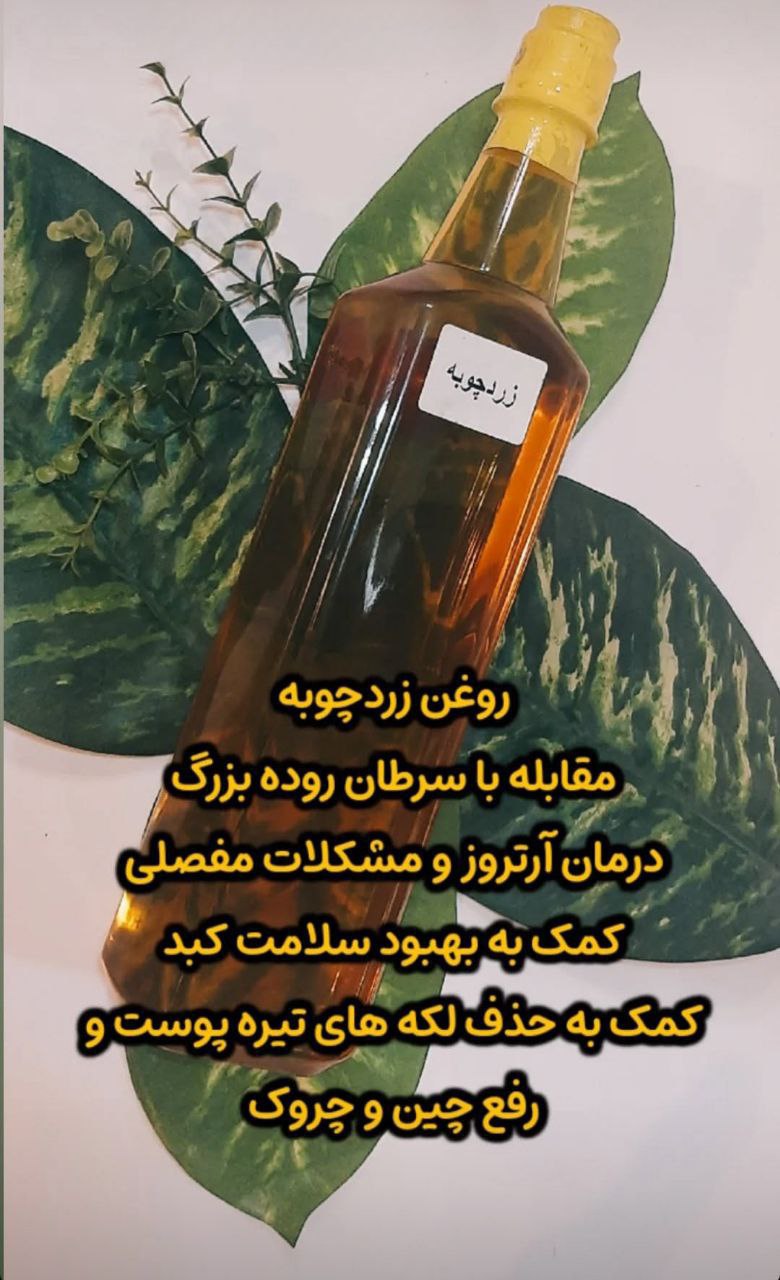 زردچوبه
روغن زردچوبه
مقابله با سرطان روده بزرگ
درمان آرتروز و مشکلات مفصلی
کمک به بهبود سلامت کبد
کمک به حذف لکه های تیره پوست و
رفع چین و چروک